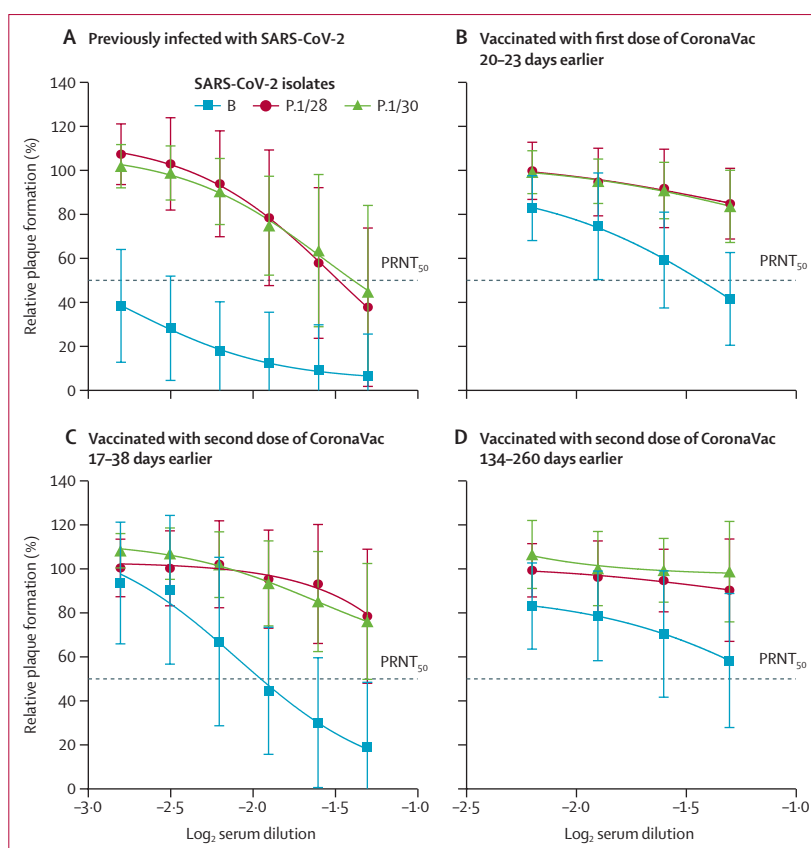 A Previously infected with SARS-CoV-2
SARS-CoV-2 isolates
B P.1/28 P.1/30
Relative plaque formation (%)
140
120
100
80
60
40
20
0
PRNT50
B Vaccinated with first dose of CoronaVac
20–23 days earlier
PRNT50
C Vaccinated with second dose of CoronaVac
17–38 days earlier
Relative plaque formation (%)
140
120
100
80
60
40
20
0
PRNT50
–3·0 –2·5 –2·0 –1·5 –1·0
Log2 serum dilution
D Vaccinated with second dose of CoronaVac
134–260 days earlier
PRNT50
–2·5 –2·0 –1·5 –1·0
Log2 serum dilution